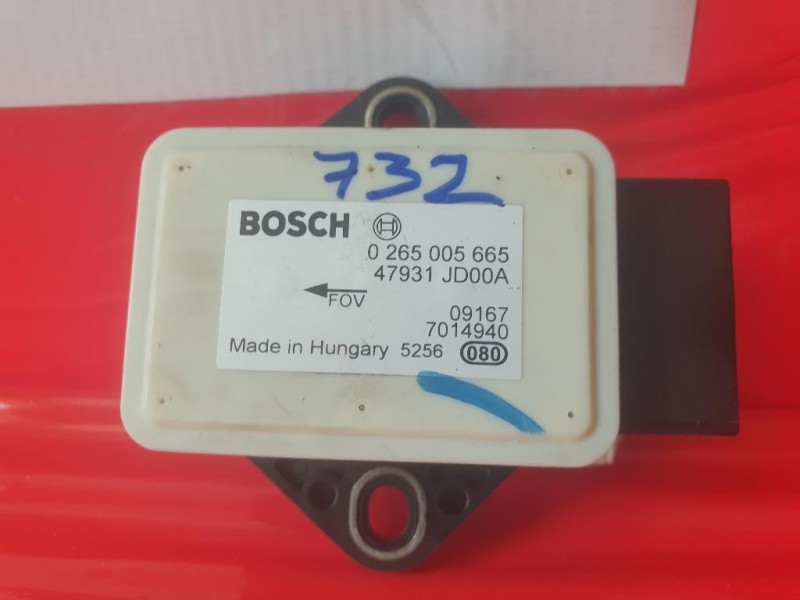 732
BOSCH
0 265 005 665
47931 JD00A
FOV
09167
7014940
Made in Hungary 5256 080